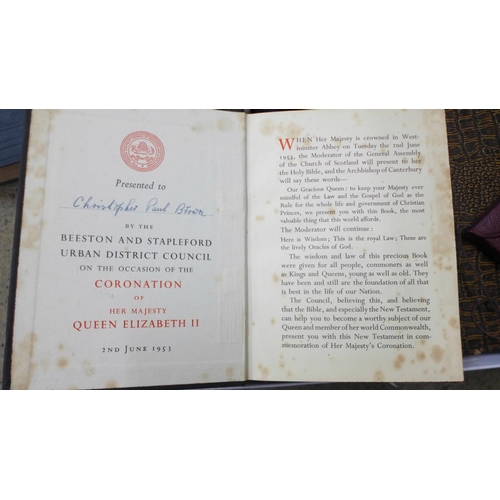 Presented to
Christopher Paul Brown
BY THE
BEESTON AND STAPLEFORD
URBAN DISTRICT COUNCIL
ON THE OCCASION OF THE
CORONATION
OF
HER MAJESTY
QUEEN ELIZABETH II
2ND JUNE 1953
WHEN Her Majesty is crowned in West-
minster Abbey on Tuesday the 2nd June
1953, the Moderator of the General Assembly
of the Church of Scotland will present to her
the Holy Bible, and the Archbishop of Canterbury
will say these words—
Our Gracious Queen: to keep your Majesty ever
mindful of the Law and the Gospel of God as the
Rule for the whole life and government of Christian
Princes, we present you with this Book, the most
valuable thing that this world affords.
The Moderator will continue:
Here is Wisdom; This is the royal Law; These are
the lively Oracles of God.
The wisdom and law of this precious Book
were given for all people, commoners as well
as Kings and Queens, young as well as old. They
have been and still are the foundation of all that
is best in the life of our Nation.
The Council, believing this, and believing
that the Bible, and especially the New Testament,
can help you to become a worthy subject of our
Queen and member of her world Commonwealth,
present you with this New Testament in com-
memoration of Her Majesty's Coronation.